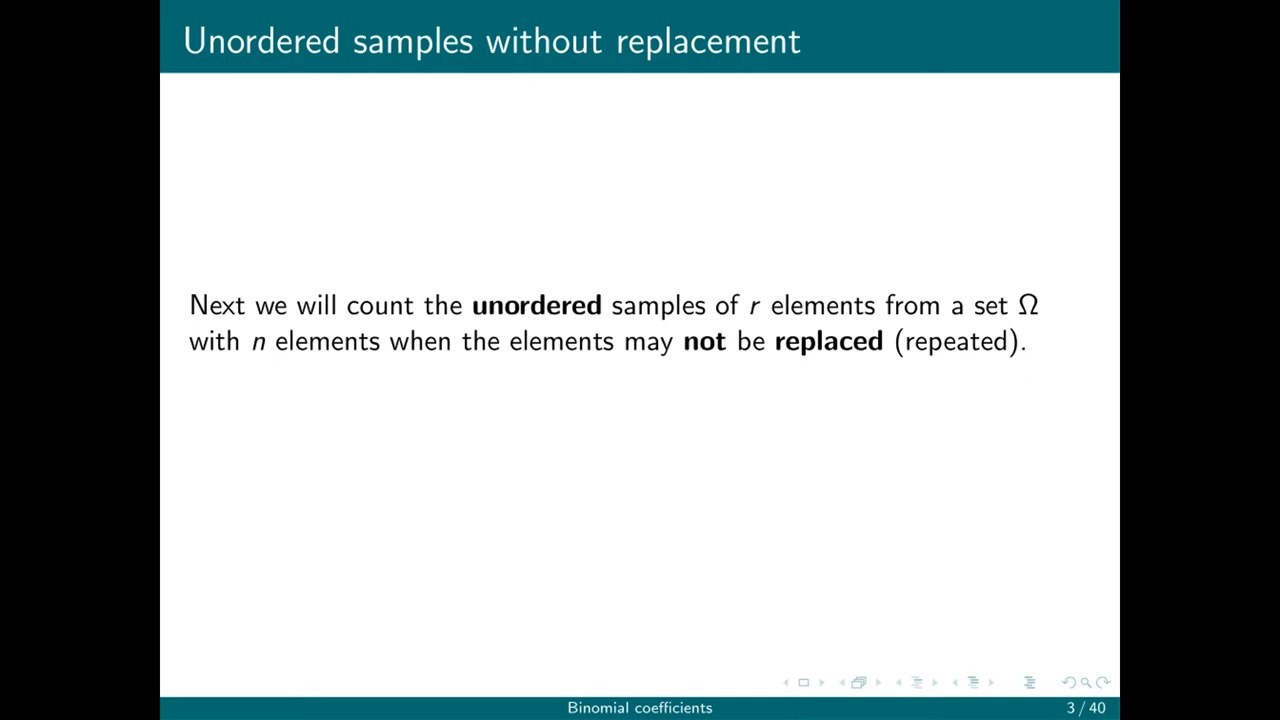 Unordered samples without replacement
Next we will count the unordered samples of r elements from a set Ω
with n elements when the elements may not be replaced (repeated).
Binomial coefficients
3 / 40